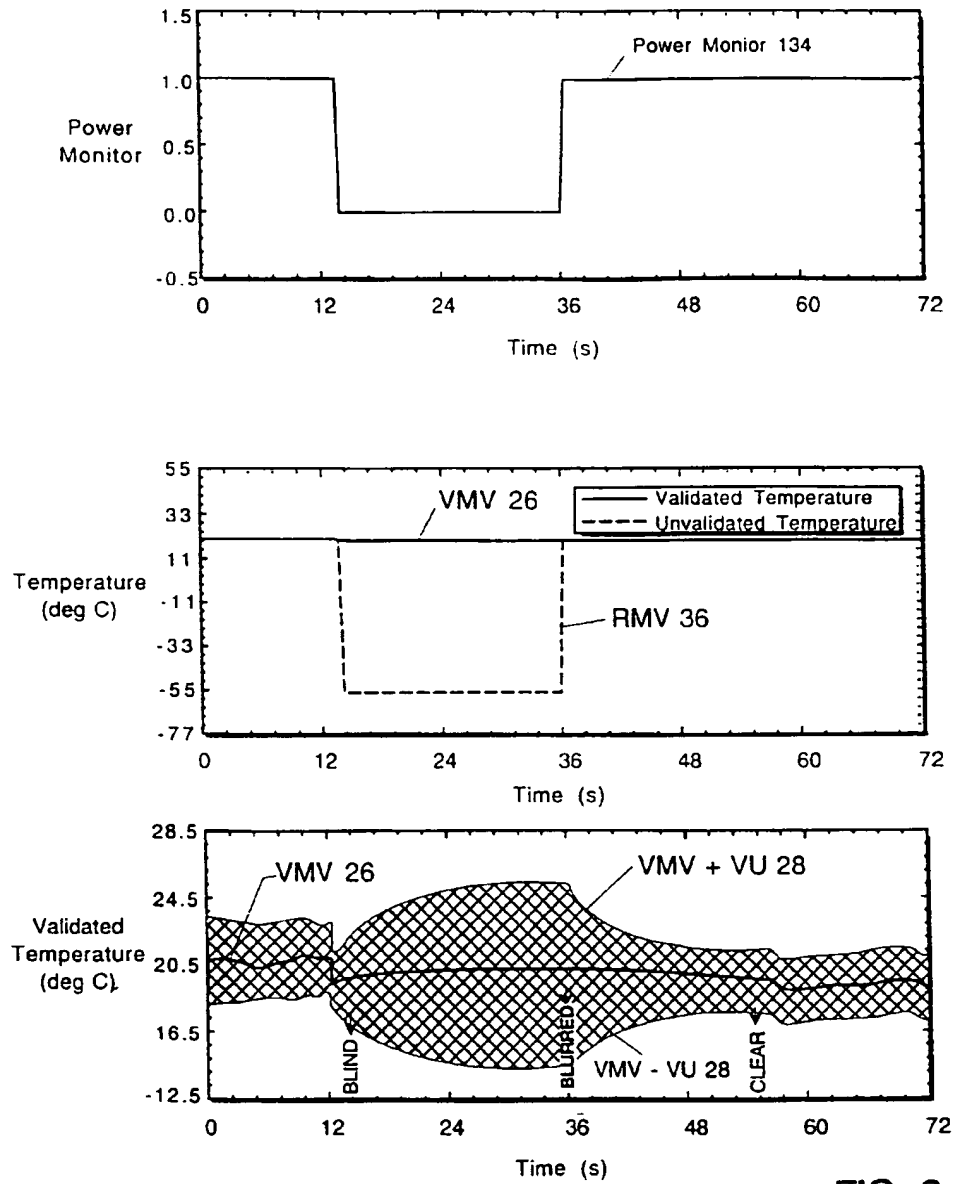 1.5
Power Monior 134
1.0
Power
Monitor
0.5
0.0
-0.5
0 12 24 36 48 60 72
Time (s)
55
VMV 26
Validated Temperature
Unvalidated Temperature
33
11
Temperature
(deg C)
-11
RMV 36
-33
-55
-77
0 12 24 36 48 60 72
Time (s)
28.5
VMV 26
VMV + VU 28
24.5
Validated
Temperature
(deg C).
20.5
16.5
BLIND
BLURRED
VMV - VU 28
CLEAR
-12.5
0 12 24 36 48 60 72
Time (s)